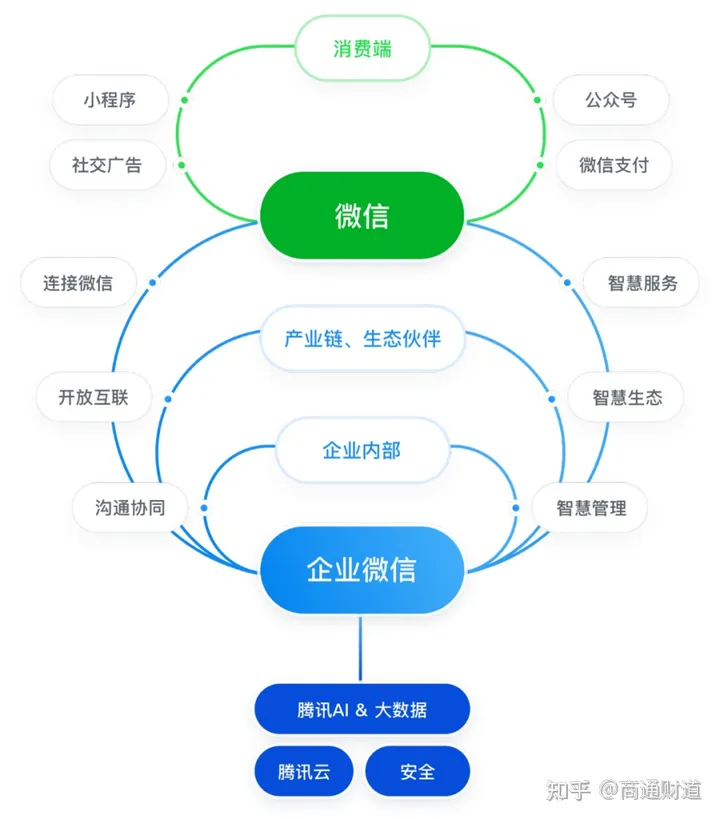 消费端
小程序
公众号
社交广告
微信支付
微信
连接微信
智慧服务
产业链、生态伙伴
开放互联
智慧生态
企业内部
沟通协同
智慧管理
企业微信
腾讯AI & 大数据
腾讯云
安全
知乎 @商通财道